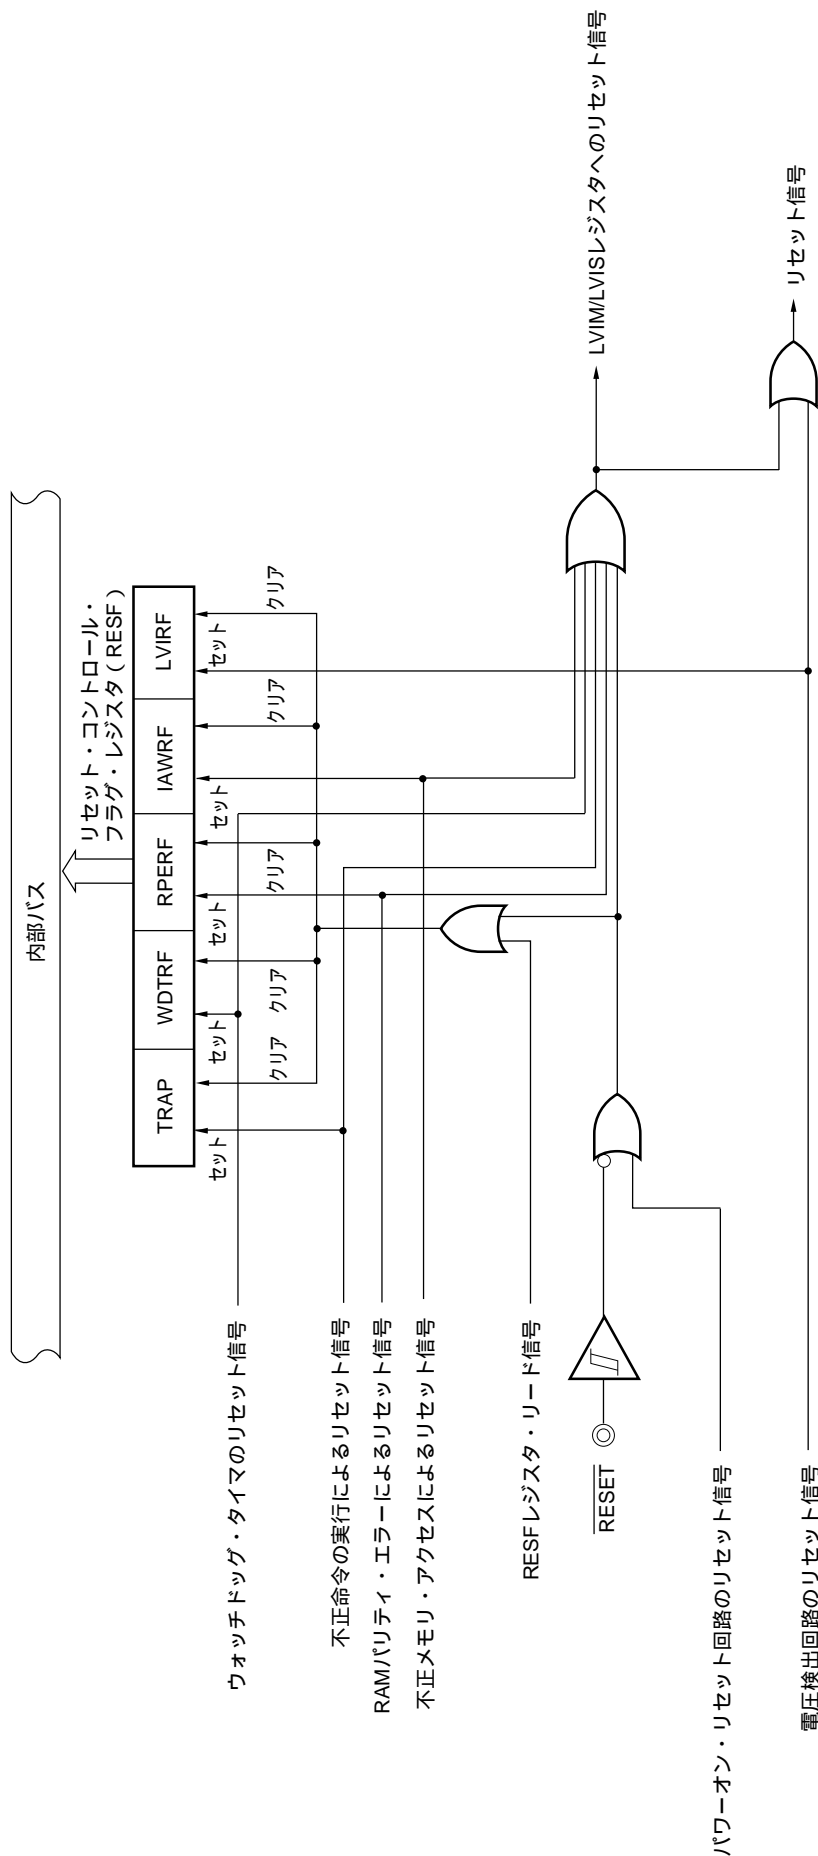 内部バス
リセット・コントロール・
フラグ・レジスタ（RESF）
TRAP
WDTRF
RPERF
IAWRF
LVIRF
セット
クリア
セット
クリア
セット
クリア
セット
クリア
セット
クリア
ウォッチドッグ・タイマのリセット信号
不正命令の実行によるリセット信号
RAMパリティ・エラーによるリセット信号
不正メモリ・アクセスによるリセット信号
RESFレジスタ・リード信号
RESET
パワーオン・リセット回路のリセット信号
電圧検出回路のリセット信号
LVIM/LVISレジスタへのリセット信号
リセット信号